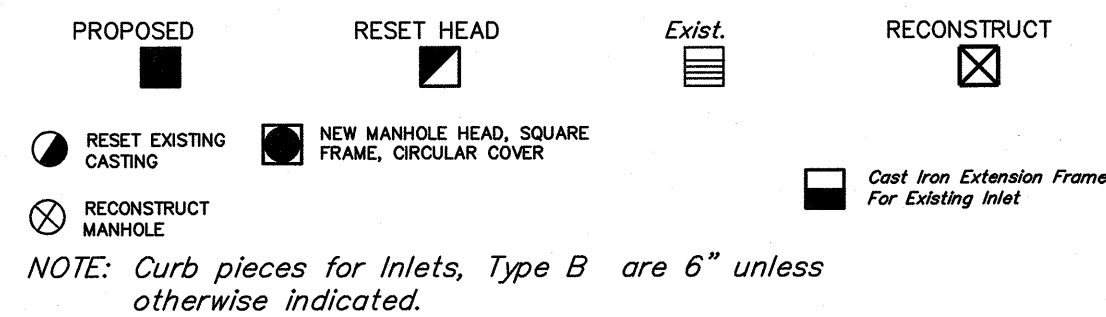 PROPOSED
RESET HEAD
Exist.
RECONSTRUCT
RESET EXISTING
CASTING
NEW MANHOLE HEAD, SQUARE
FRAME, CIRCULAR COVER
Cast Iron Extension Frame
For Existing Inlet
RECONSTRUCT
MANHOLE
NOTE: Curb pieces for Inlets, Type B are 6" unless
otherwise indicated.